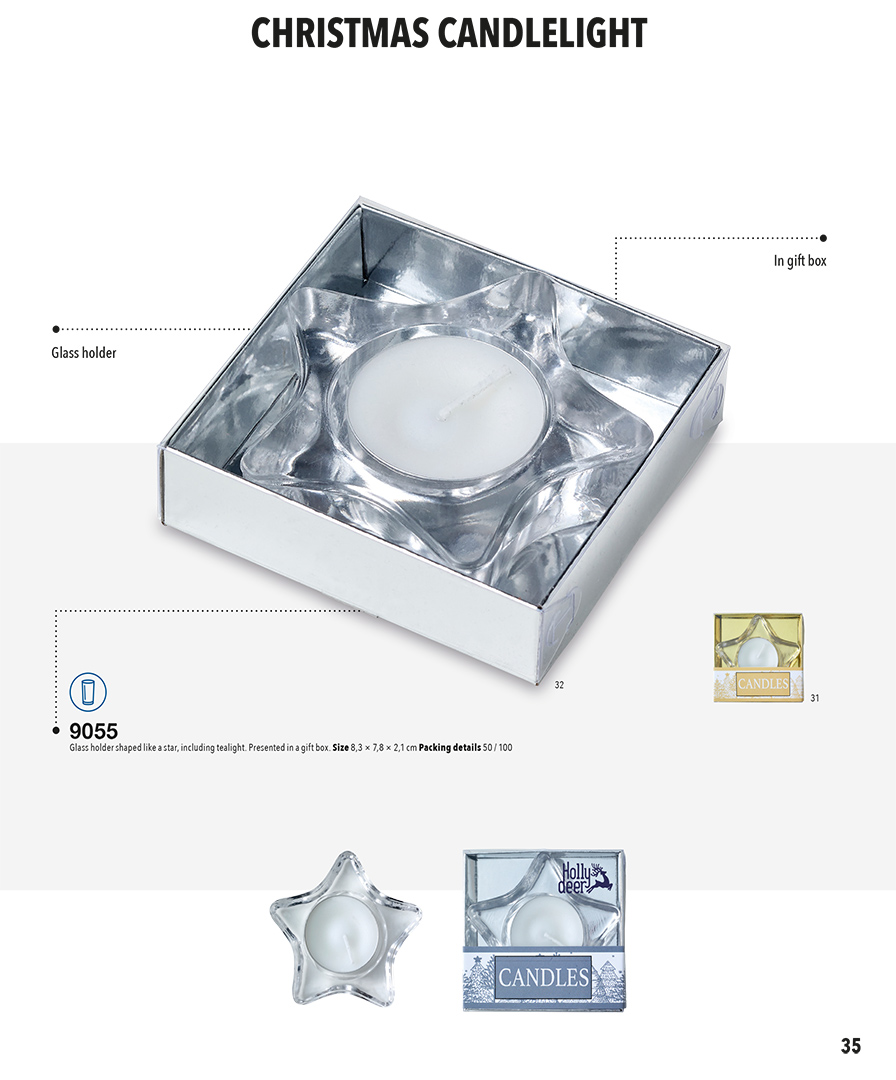 CHRISTMAS CANDLELIGHT
In gift box
Glass holder
32
CANDLES
31
9055
Glass holder shaped like a star, including tealight. Presented in a gift box. Size 8,3 × 7,8 × 2,1 cm Packing details 50 / 100
Holly
deer
CANDLES
35